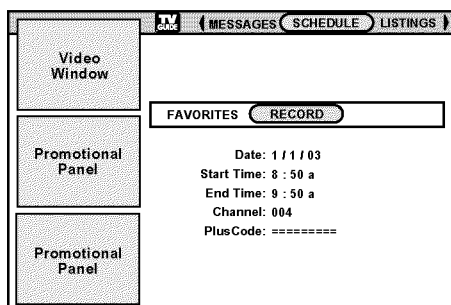 TV
GUIDE
MESSAGES SCHEDULE LISTINGS
Video
Window
FAVORITES RECORD
Promotional
Panel
Date: 1 / 1 / 03
Start Time: 8 : 50 a
End Time: 9 : 50 a
Channel: 004
PlusCode: =========
Promotional
Panel